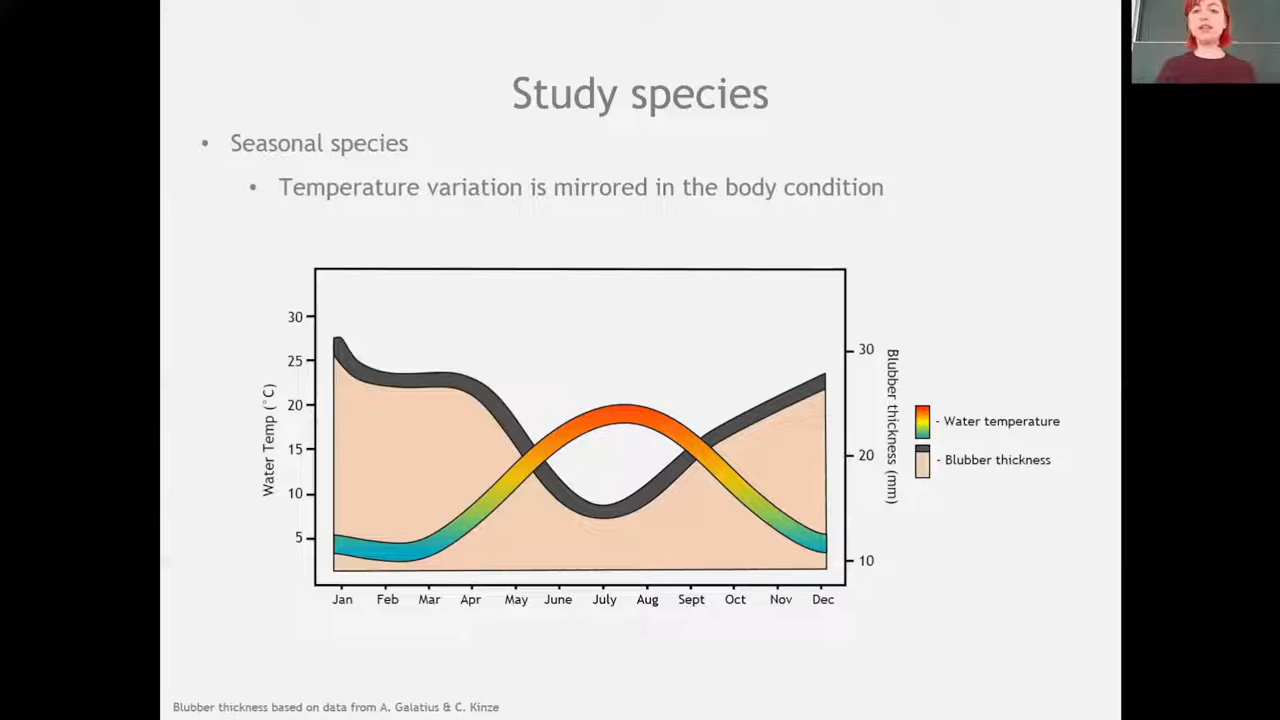 Study species
• Seasonal species
• Temperature variation is mirrored in the body condition
30
25
20
15
10
5
Water Temp (°C)
30
20
10
Blubber thickness (mm)
- Water temperature
- Blubber thickness
Jan Feb Mar Apr May June July Aug Sept Oct Nov Dec
Blubber thickness based on data from A. Galatius & C. Kinze